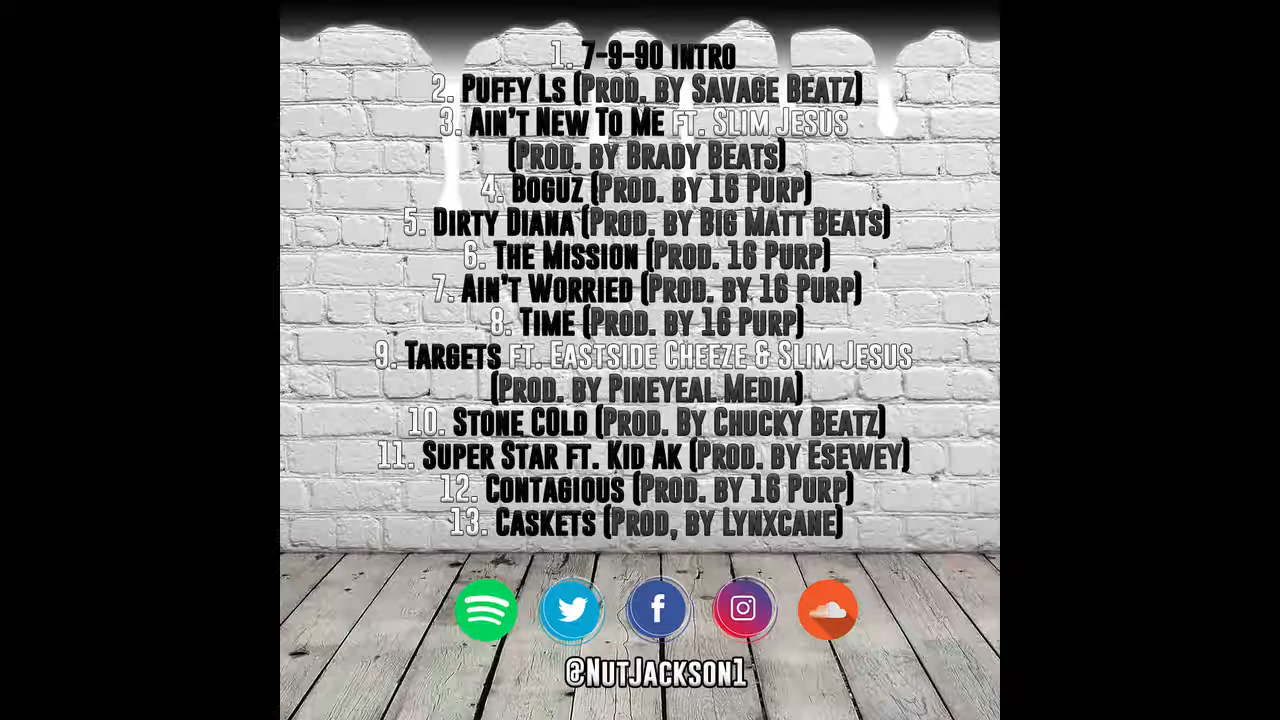 1. 7-9-90 INTRO
2. PUFFY LS (PROD. BY SAVAGE BEATZ)
3. AIN'T NEW TO ME FT. SLIM JESUS
(PROD. BY BRADY BEATS)
4. BOGUZ (PROD. BY 16 PURP)
5. DIRTY DIANA (PROD. BY BIG MATT BEATS)
6. THE MISSION (PROD. 16 PURP)
7. AIN'T WORRIED (PROD. BY 16 PURP)
8. TIME (PROD. BY 16 PURP)
9. TARGETS FT. EASTSIDE CHEEZE & SLIM JESUS
(PROD. BY PINEYEAL MEDIA)
10. STONE COLD (PROD. BY CHUCKY BEATZ)
11. SUPER STAR FT. KID AK (PROD. BY ESEWEY)
12. CONTAGIOUS (PROD. BY 16 PURP)
13. CASKETS (PROD, BY LYNXCANE)
@NUTJACKSON1